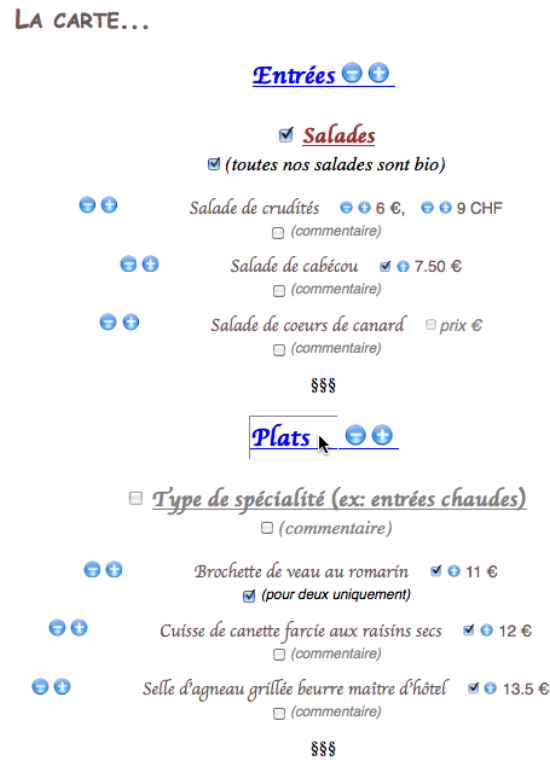 La carte...
Entrées
Salades
(toutes nos salades sont bio)
Salade de crudités 6 €, 9 CHF
(commentaire)
Salade de cabécou 7.50 €
(commentaire)
Salade de coeurs de canard prix €
(commentaire)
§§§
Plats
Type de spécialité (ex: entrées chaudes)
(commentaire)
Brochette de veau au romarin 11 €
(pour deux uniquement)
Cuisse de canette farcie aux raisins secs 12 €
(commentaire)
Selle d'agneau grillée beurre maître d'hôtel 13.5 €
(commentaire)
§§§